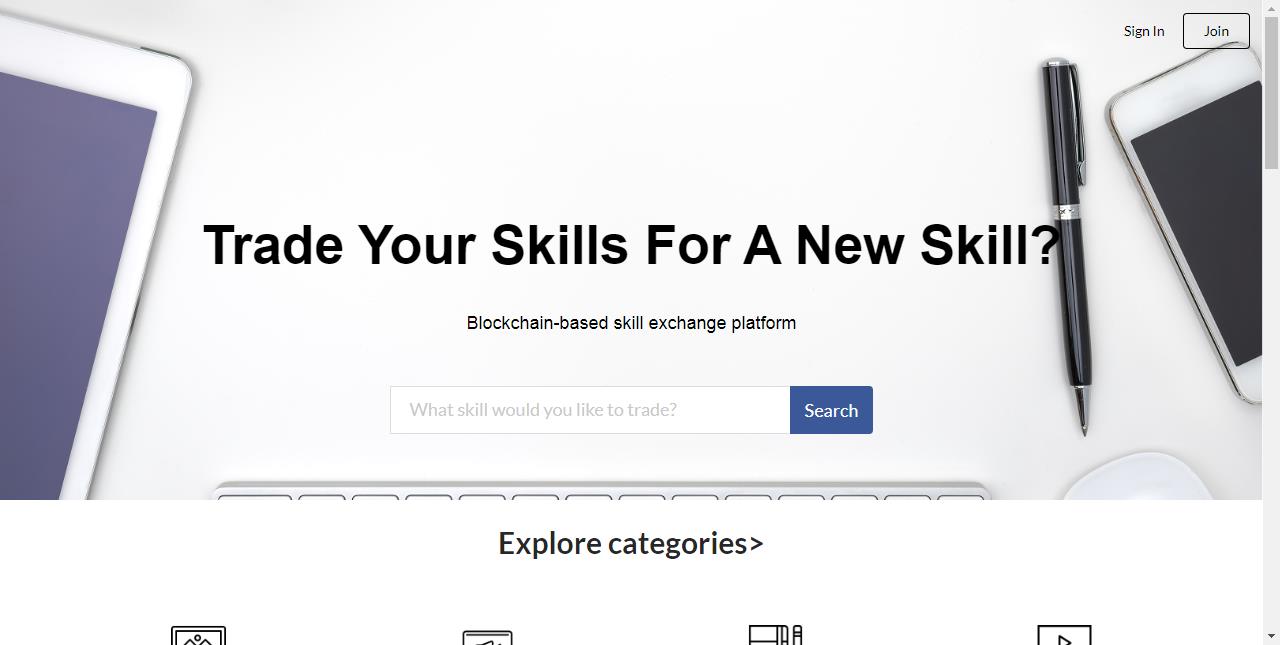 Sign In
Join
Trade Your Skills For A New Skill?
Blockchain-based skill exchange platform
What skill would you like to trade?
Search
Explore categories>